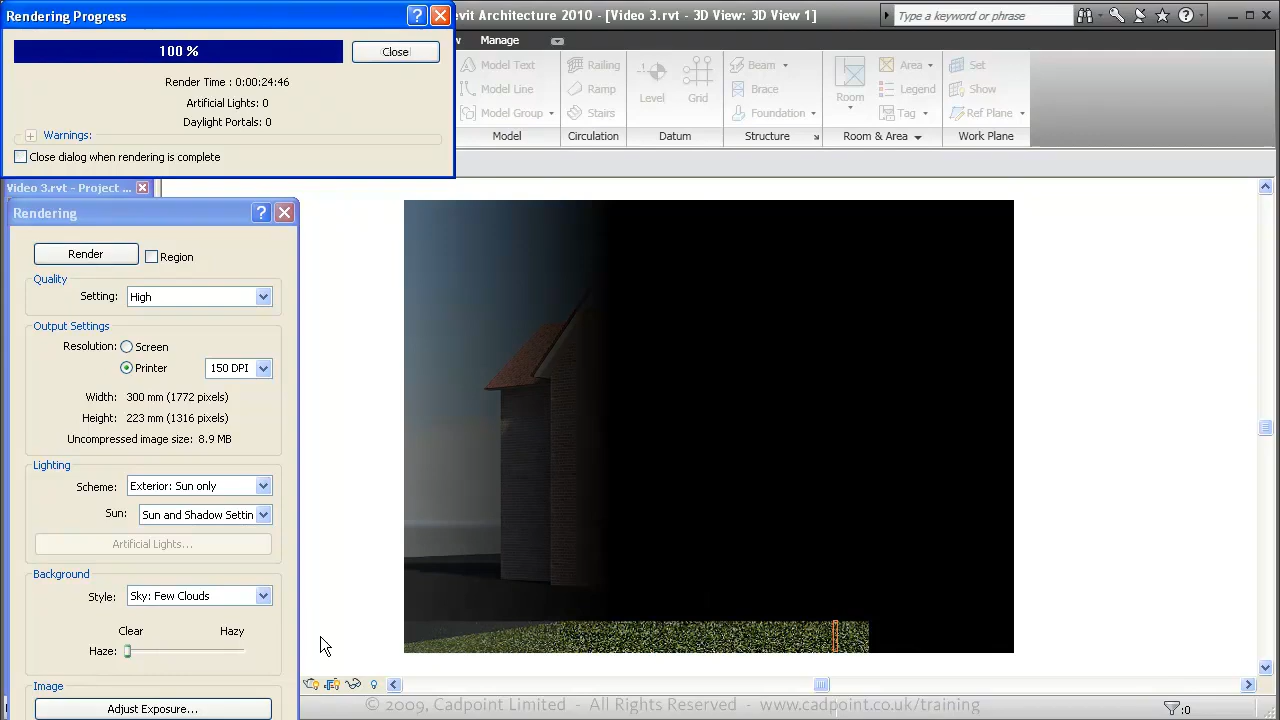 Rendering Progress
evit Architecture 2010 - [Video 3.rvt - 3D View: 3D View 1]
Type a keyword or phrase
100 %
Close
Manage
Render Time : 0:00:24:46
Artificial Lights: 0
Daylight Portals: 0
Warnings:
Close dialog when rendering is complete
Model Text
Model Line
Model Group
Model
Railing
Ramp
Stairs
Circulation
Level
Grid
Datum
Beam
Brace
Foundation
Structure
Room
Area
Legend
Tag
Room & Area
Set
Show
Ref Plane
Work Plane
Video 3.rvt - Project ...
Rendering
Render
Region
Quality
Setting: High
Output Settings
Resolution: Screen
Printer 150 DPI
Width: 300 mm (1772 pixels)
Height: 223 mm (1316 pixels)
Uncompressed image size: 8.9 MB
Lighting
Scheme: Exterior: Sun only
Sun: Sun and Shadow Settin
Artificial Lights...
Background
Style: Sky: Few Clouds
Clear Hazy
Haze:
Image
Adjust Exposure...
© 2009, Cadpoint Limited - All Rights Reserved - www.cadpoint.co.uk/training
:0